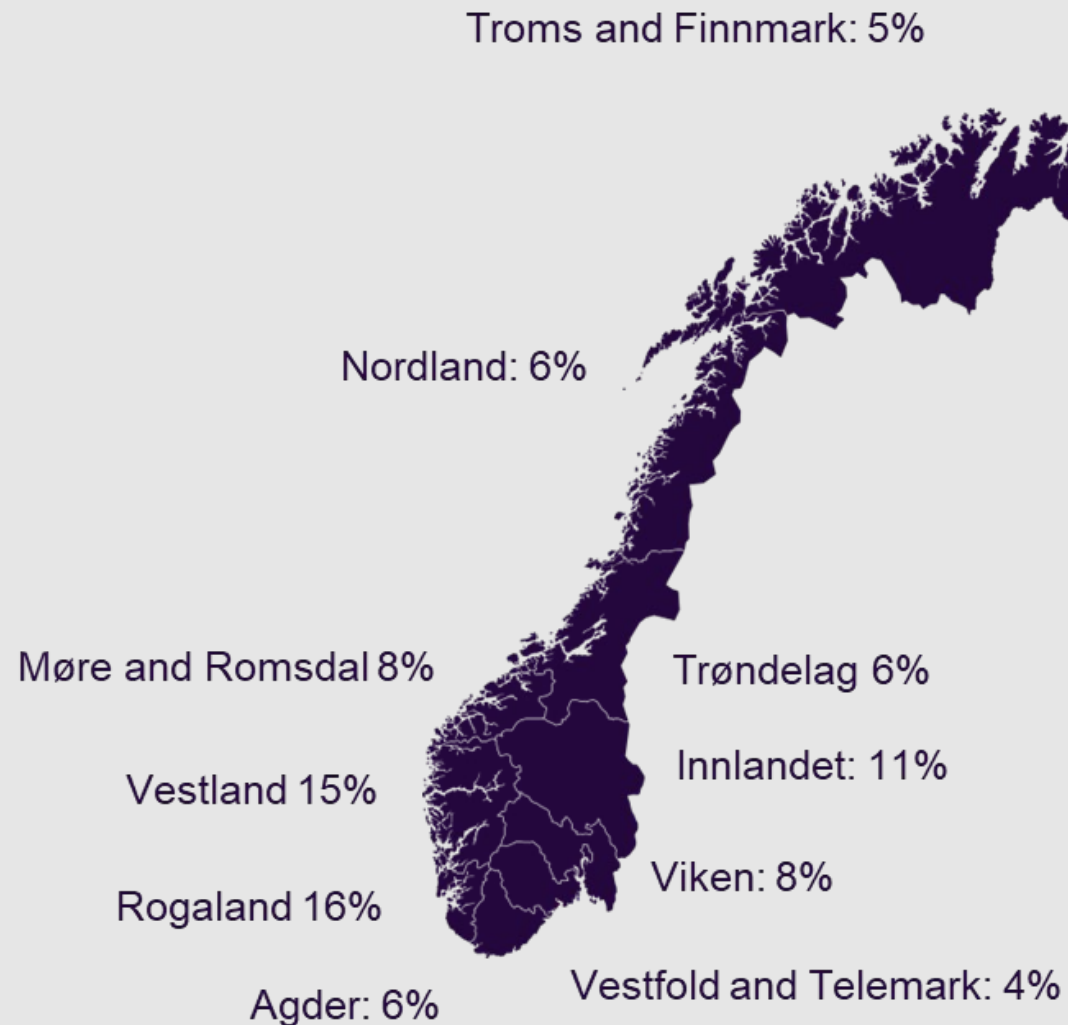 Troms and Finnmark: 5%
Nordland: 6%
Møre and Romsdal 8%
Trøndelag 6%
Innlandet: 11%
Vestland 15%
Viken: 8%
Rogaland 16%
Vestfold and Telemark: 4%
Agder: 6%